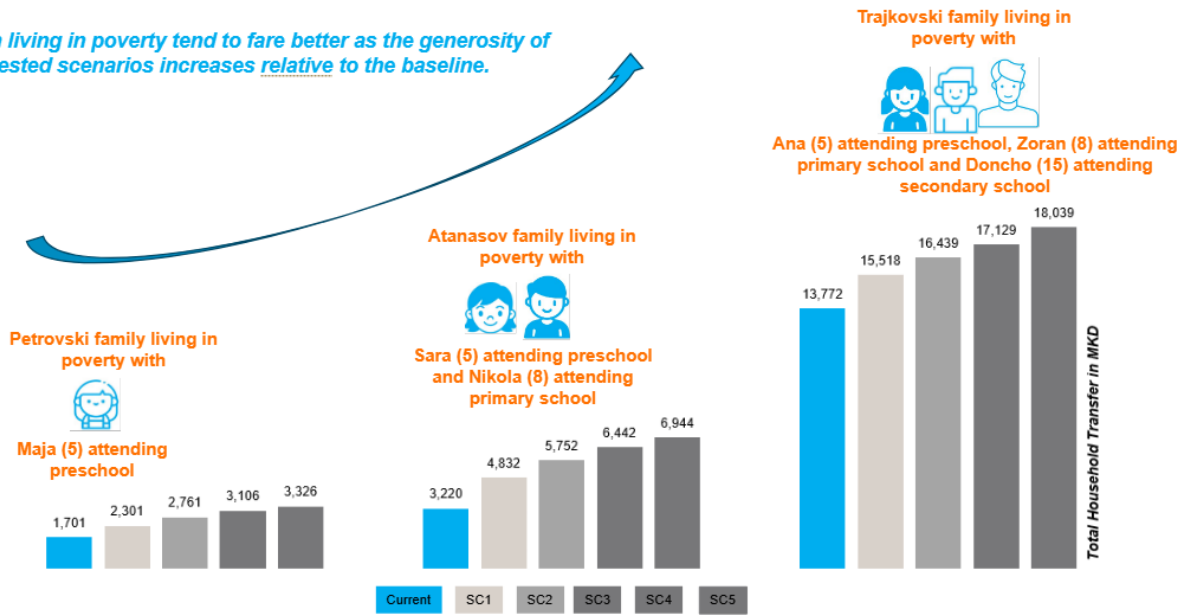 living in poverty tend to fare better as the generosity of
ested scenarios increases relative to the baseline.
Petrovski family living in
poverty with
Maja (5) attending
preschool
1,701
2,301
2,761
3,106
3,326
Atanasov family living in
poverty with
Sara (5) attending preschool
and Nikola (8) attending
primary school
3,220
4,832
5,752
6,442
6,944
Trajkovski family living in
poverty with
Ana (5) attending preschool, Zoran (8) attending
primary school and Doncho (15) attending
secondary school
13,772
15,518
16,439
17,129
18,039
Total Household Transfer in MKD
Current
SC1
SC2
SC3
SC4
SC5